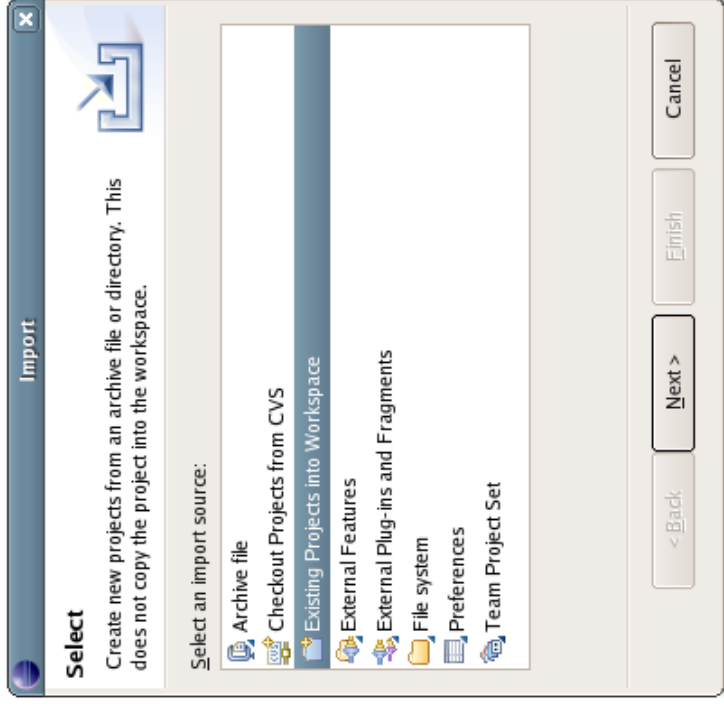 Import
Select
Create new projects from an archive file or directory. This
does not copy the project into the workspace.
Select an import source:
Archive file
Checkout Projects from CVS
Existing Projects into Workspace
External Features
External Plug-ins and Fragments
File system
Preferences
Team Project Set
< Back
Next >
Finish
Cancel